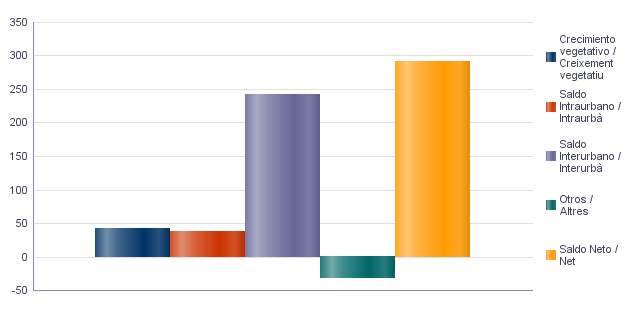 350
300
250
200
150
100
50
0
-50
Crecimiento
vegetativo /
Creixement
vegetatiu
Saldo
Intraurbano /
Intraurbà
Saldo
Interurbano /
Interurbà
Otros /
Altres
Saldo Neto /
Net